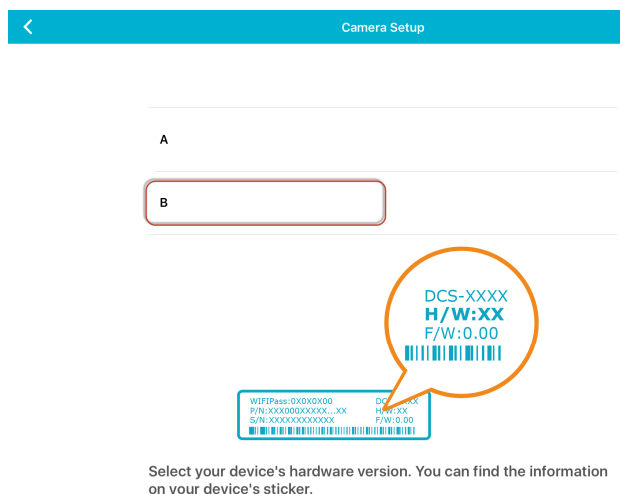 Camera Setup
A
B
DCS-XXXX
H/W:XX
F/W:0.00
WIFIPass:0X0X0X00
P/N:XXX000XXXXX...XX
H/W:XX
S/N:XXXXXXXXXXXX
F/W:0.00
Select your device's hardware version. You can find the information
on your device's sticker.